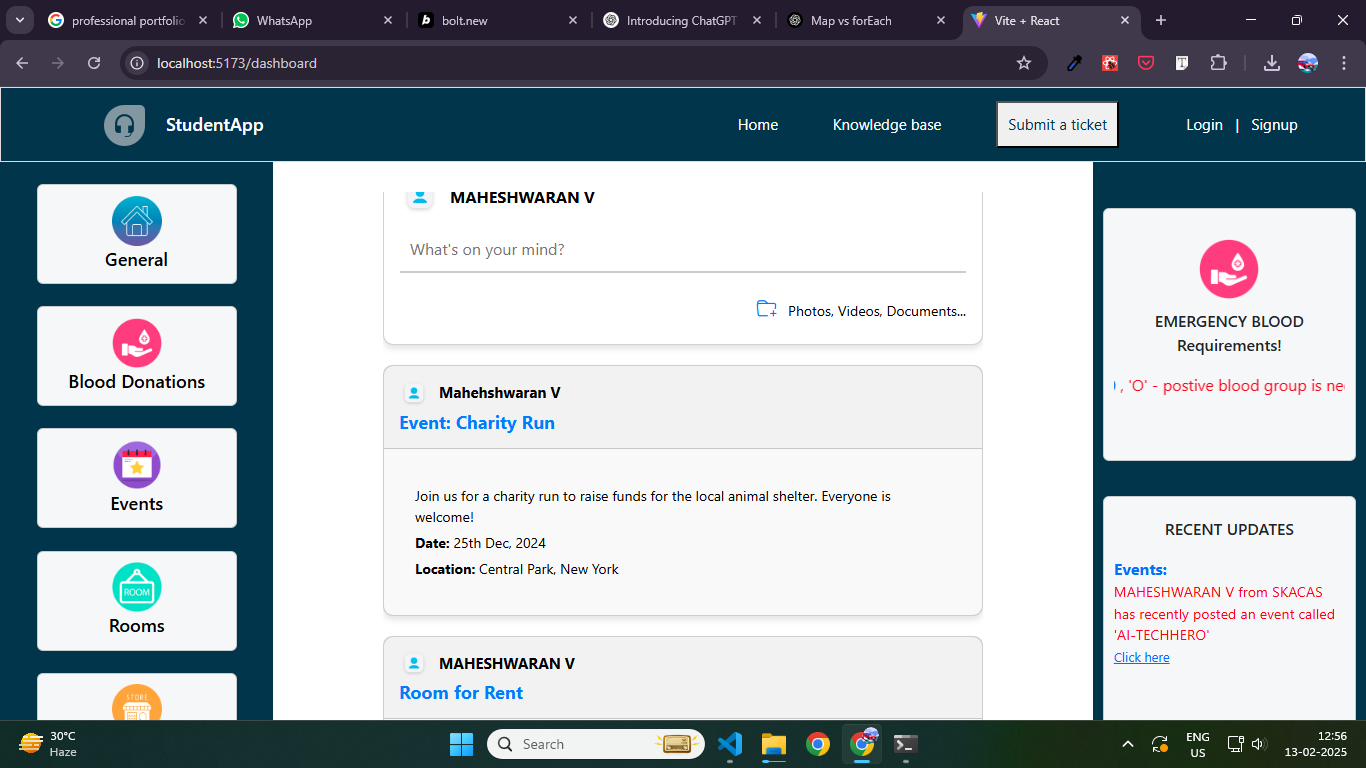 professional portfolio
WhatsApp
bolt.new
Introducing ChatGPT
Map vs forEach
Vite + React
localhost:5173/dashboard
StudentApp
Home
Knowledge base
Submit a ticket
Login | Signup
General
Blood Donations
Events
ROOM
Rooms
STORE
MAHESHWARAN V
What's on your mind?
Photos, Videos, Documents...
Mahehshwaran V
Event: Charity Run
Join us for a charity run to raise funds for the local animal shelter. Everyone is
welcome!
Date: 25th Dec, 2024
Location: Central Park, New York
MAHESHWARAN V
Room for Rent
EMERGENCY BLOOD
Requirements!
, 'O' - postive blood group is
RECENT UPDATES
Events:
MAHESHWARAN V from SKACAS
has recently posted an event called
'AI-TECHHERO'
Click here
30°C
Haze
Search
ENG
US
12:56
13-02-2025